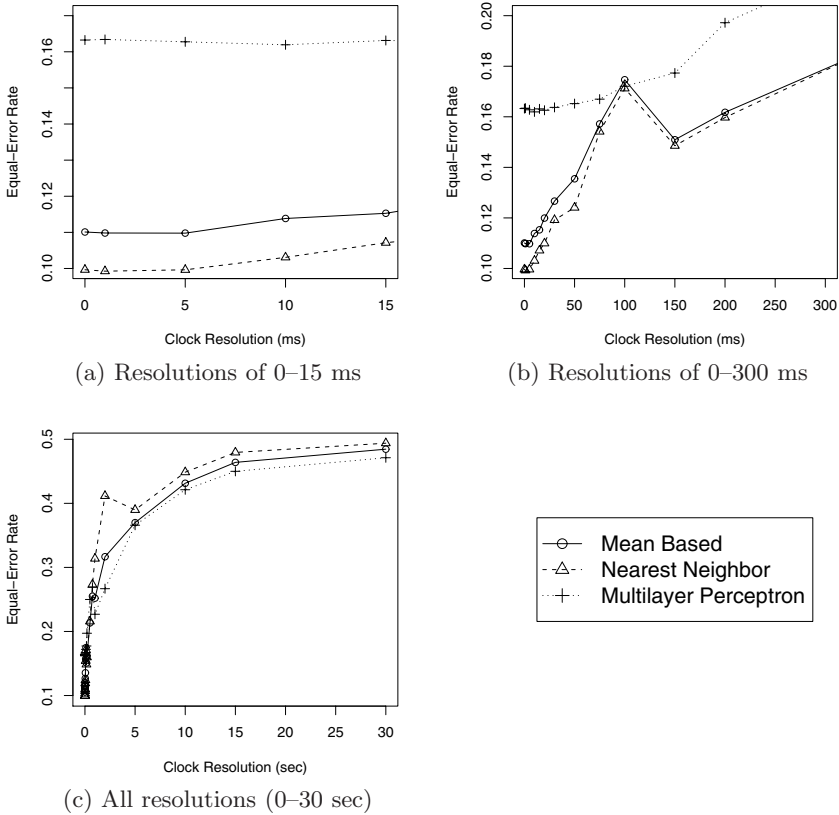 0.10 0.12 0.14 0.16
Equal−Error Rate
0 5 10 15
Clock Resolution (ms)
(a) Resolutions of 0–15 ms
0.10 0.12 0.14 0.16 0.18 0.20
Equal−Error Rate
0 50 100 150 200 250 300
Clock Resolution (ms)
(b) Resolutions of 0–300 ms
0.1 0.2 0.3 0.4 0.5
Equal−Error Rate
0 5 10 15 20 25 30
Clock Resolution (sec)
(c) All resolutions (0–30 sec)
Mean Based
Nearest Neighbor
Multilayer Perceptron